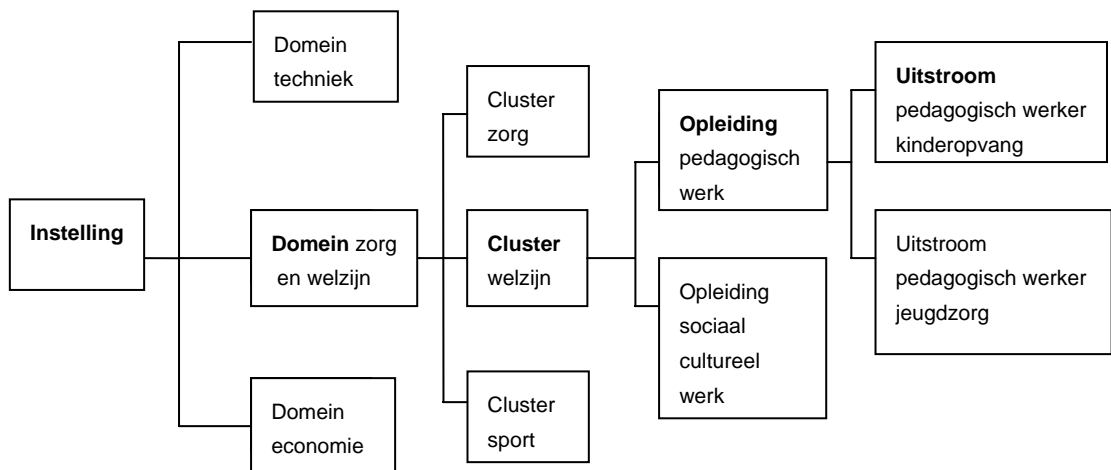 Instelling
Domein
techniek
Domein zorg
en welzijn
Domein
economie
Cluster
zorg
Cluster
welzijn
Cluster
sport
Opleiding
pedagogisch
werk
Opleiding
sociaal
cultureel
werk
Uitstroom
pedagogisch werker
kinderopvang
Uitstroom
pedagogisch werker
jeugdzorg